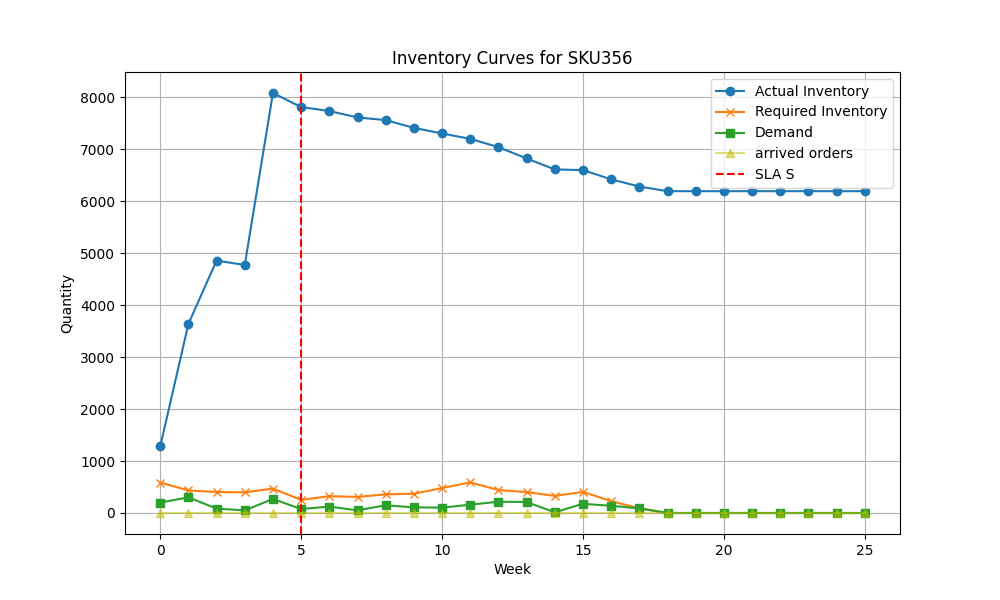 Inventory Curves for SKU356
Actual Inventory
Required Inventory
Demand
arrived orders
SLA S
Quantity
8000
7000
6000
5000
4000
3000
2000
1000
0
0 5 10 15 20 25
Week